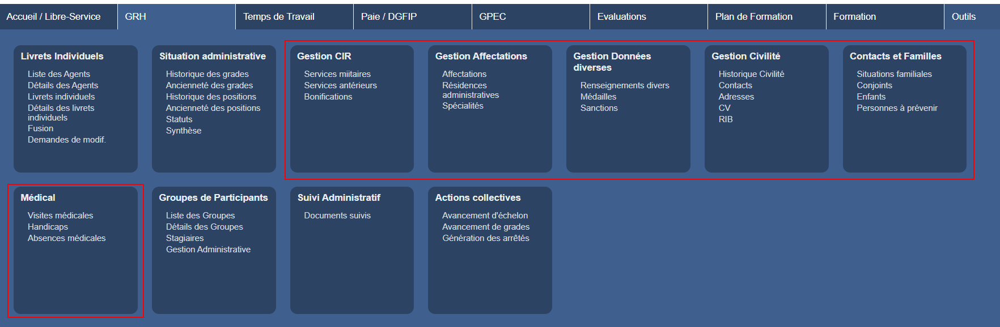 Accueil / Libre-Service
GRH
Temps de Travail
Paie / DGFIP
GPEC
Evaluations
Plan de Formation
Formation
Outils
Livrets Individuels
Liste des Agents
Détails des Agents
Livrets individuels
Détails des livrets
individuels
Fusion
Demandes de modif.
Situation administrative
Historique des grades
Ancienneté des grades
Historique des positions
Ancienneté des positions
Statuts
Synthèse
Gestion CIR
Services miitaires
Services antérieurs
Bonifications
Gestion Affectations
Affectations
Résidences
administratives
Spécialités
Gestion Données
diverses
Renseignements divers
Médailles
Sanctions
Gestion Civilité
Historique Civilité
Contacts
Adresses
CV
RIB
Contacts et Familles
Situations familiales
Conjoints
Enfants
Personnes à prévenir
Médical
Visites médicales
Handicaps
Absences médicales
Groupes de Participants
Liste des Groupes
Détails des Groupes
Stagiaires
Gestion Administrative
Suivi Administratif
Documents suivis
Actions collectives
Avancement d'échelon
Avancement de grades
Génération des arrêtés